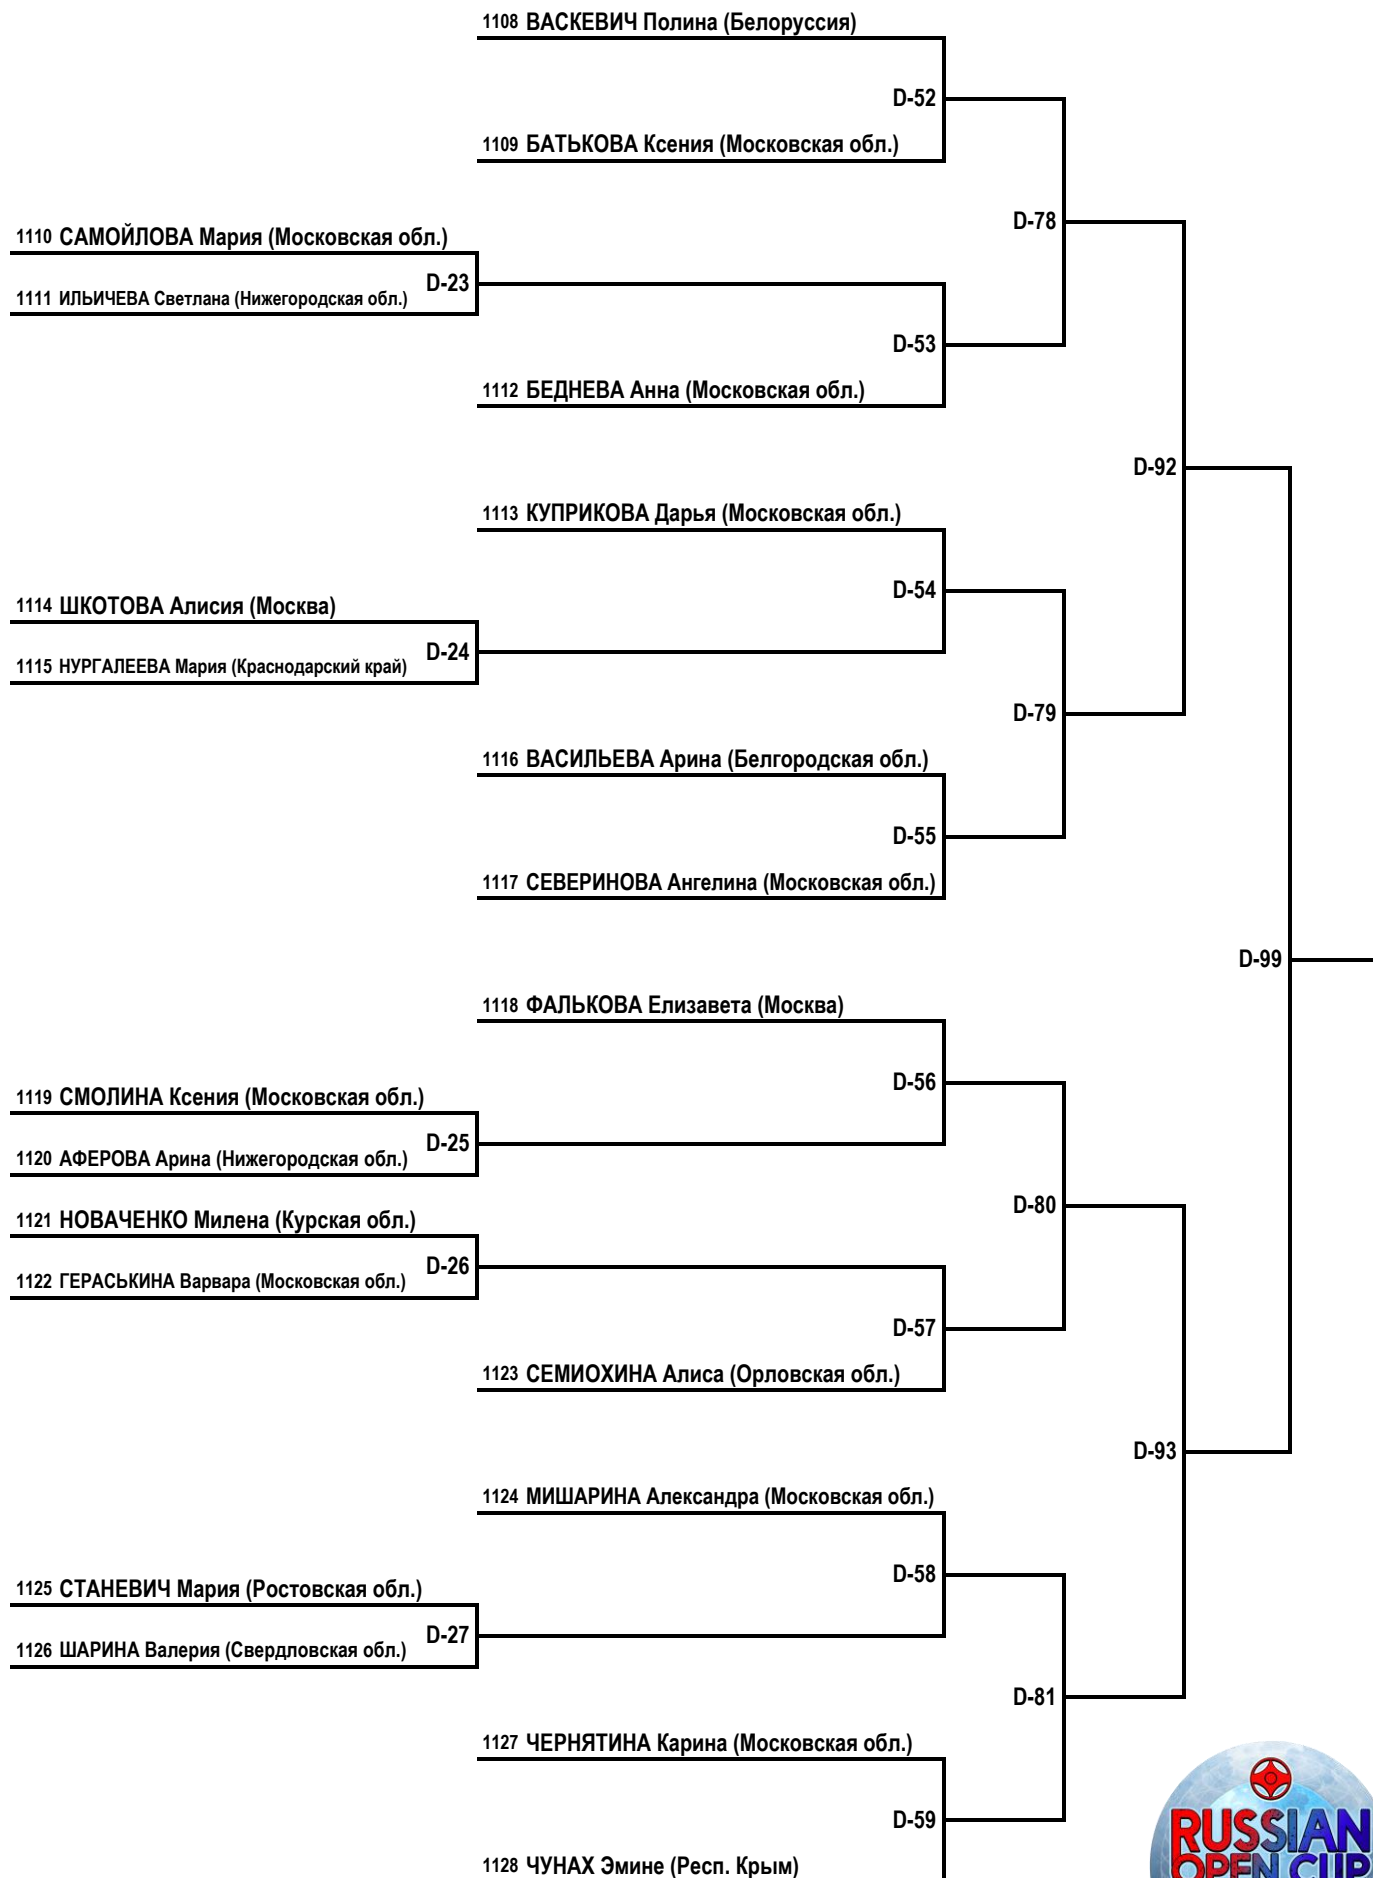 1108 ВАСКЕВИЧ Полина (Белоруссия)
D-52
1109 БАТЬКОВА Ксения (Московская обл.)
D-78
1110 САМОЙЛОВА Мария (Московская обл.)
D-23
1111 ИЛЬИЧЕВА Светлана (Нижегородская обл.)
D-53
1112 БЕДНЕВА Анна (Московская обл.)
D-92
1113 КУПРИКОВА Дарья (Московская обл.)
D-54
1114 ШКОТОВА Алисия (Москва)
D-24
1115 НУРГАЛЕЕВА Мария (Краснодарский край)
D-79
1116 ВАСИЛЬЕВА Арина (Белгородская обл.)
D-55
1117 СЕВЕРИНОВА Ангелина (Московская обл.)
D-99
1118 ФАЛЬКОВА Елизавета (Москва)
D-56
1119 СМОЛИНА Ксения (Московская обл.)
D-25
1120 АФЕРОВА Арина (Нижегородская обл.)
D-80
1121 НОВАЧЕНКО Милена (Курская обл.)
D-26
1122 ГЕРАСЬКИНА Варвара (Московская обл.)
D-57
1123 СЕМИОХИНА Алиса (Орловская обл.)
D-93
1124 МИШАРИНА Александра (Московская обл.)
D-58
1125 СТАНЕВИЧ Мария (Ростовская обл.)
D-27
1126 ШАРИНА Валерия (Свердловская обл.)
D-81
1127 ЧЕРНЯТИНА Карина (Московская обл.)
D-59
1128 ЧУНАХ Эмине (Респ. Крым)
RUSSIAN
OPEN CUP